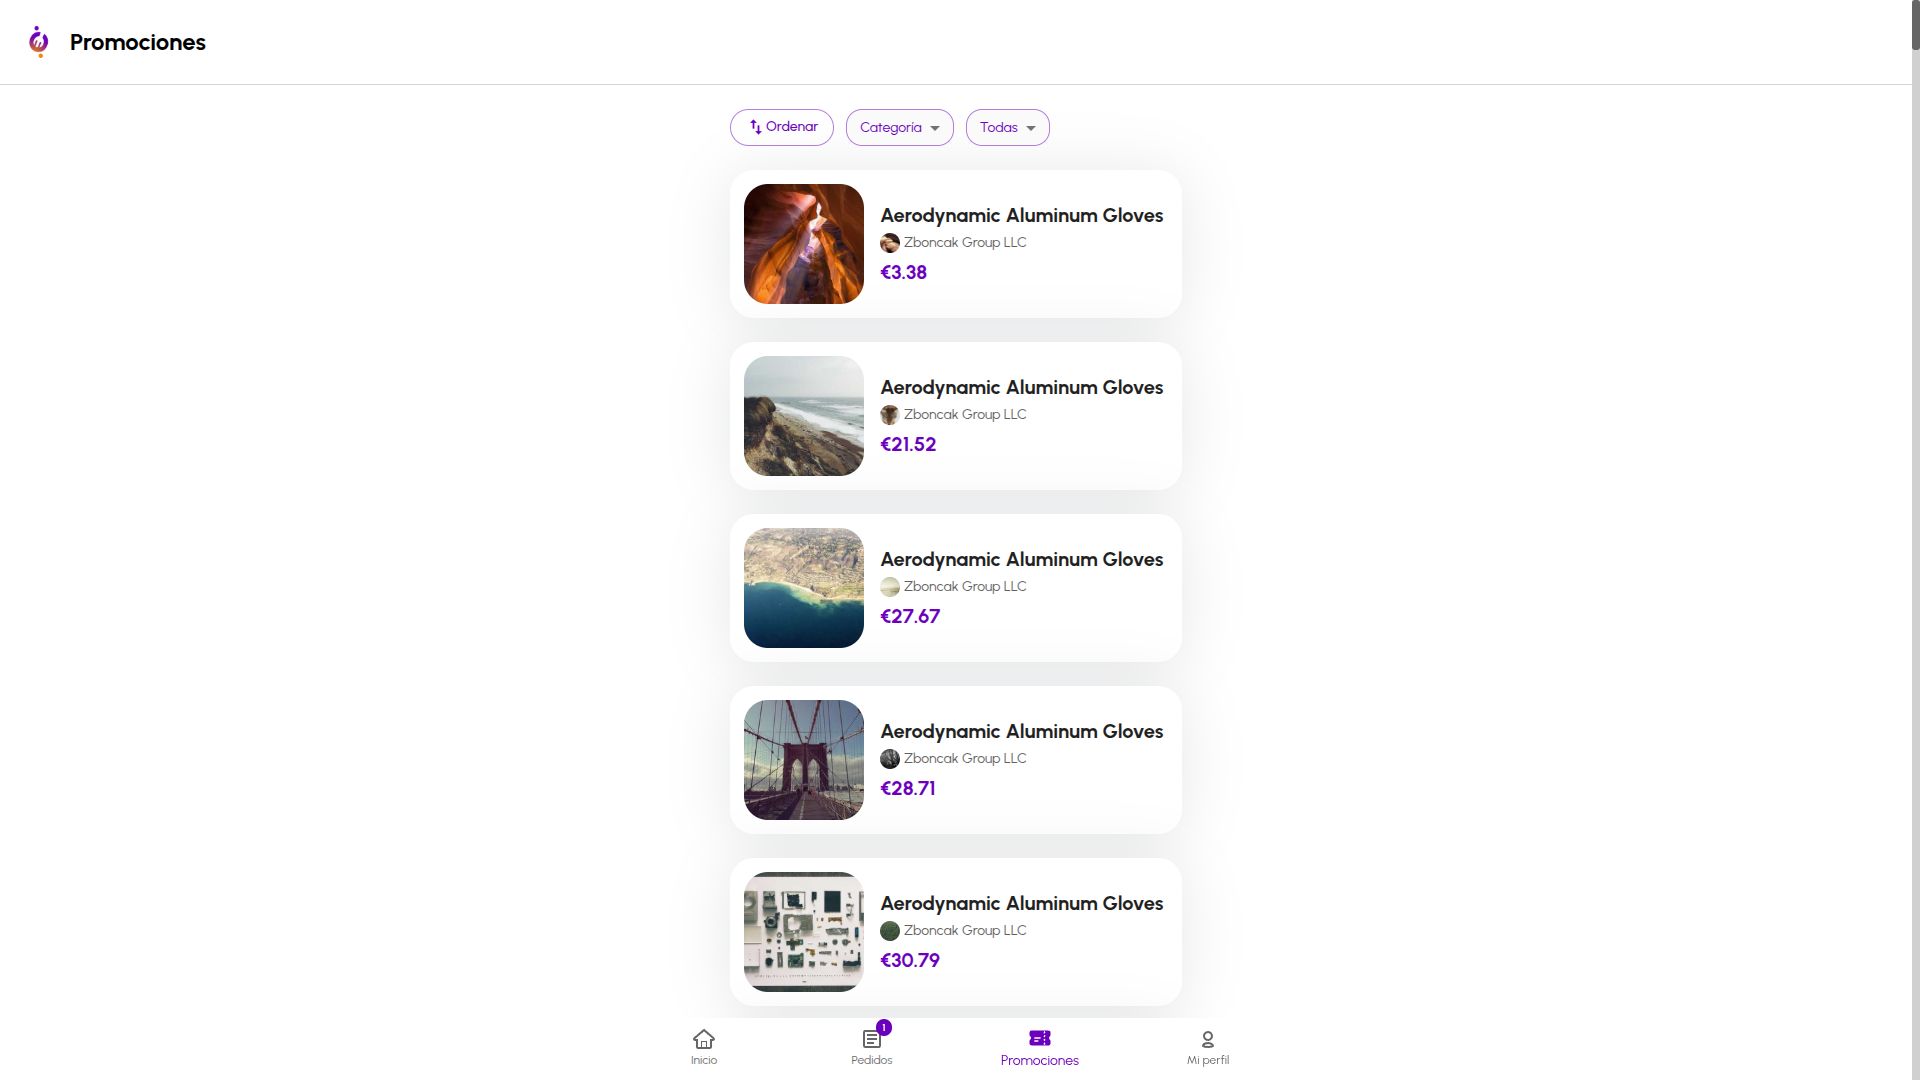 Promociones
Ordenar
Categoría
Todas
Aerodynamic Aluminum Gloves
Zboncak Group LLC
€3.38
Aerodynamic Aluminum Gloves
Zboncak Group LLC
€21.52
Aerodynamic Aluminum Gloves
Zboncak Group LLC
€27.67
Aerodynamic Aluminum Gloves
Zboncak Group LLC
€28.71
Aerodynamic Aluminum Gloves
Zboncak Group LLC
€30.79
1
Inicio
Pedidos
Promociones
Mi perfil